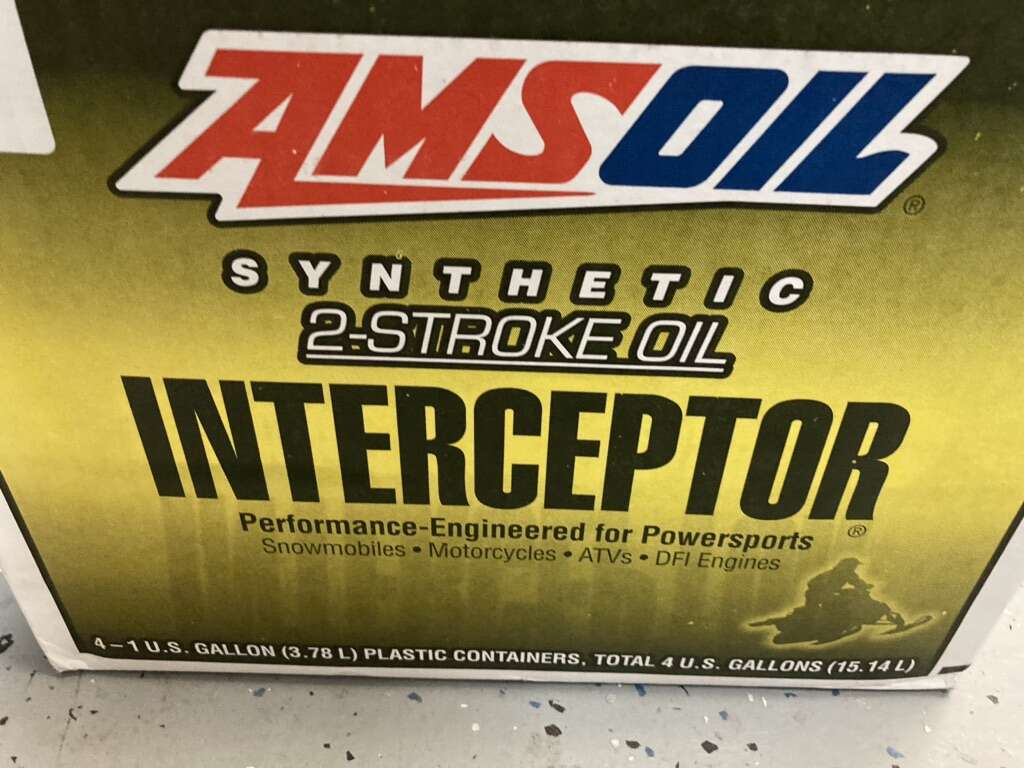 AMSOIL®
SYNTHETIC
2-STROKE OIL
INTERCEPTOR®
Performance-Engineered for Powersports
Snowmobiles • Motorcycles • ATVs • DFI Engines
4–1 U.S. GALLON (3.78 L) PLASTIC CONTAINERS, TOTAL 4 U.S. GALLONS (15.14 L)